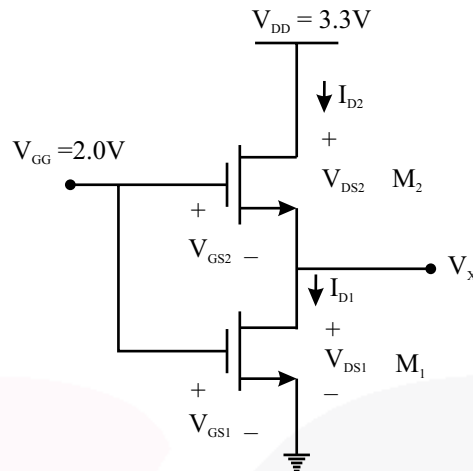 V_DD = 3.3V
I_D2
V_GG =2.0V
+
V_DS2 M_2
+
V_GS2 –
–
V_X
I_D1
+
V_DS1 M_1
+
–
V_GS1 –